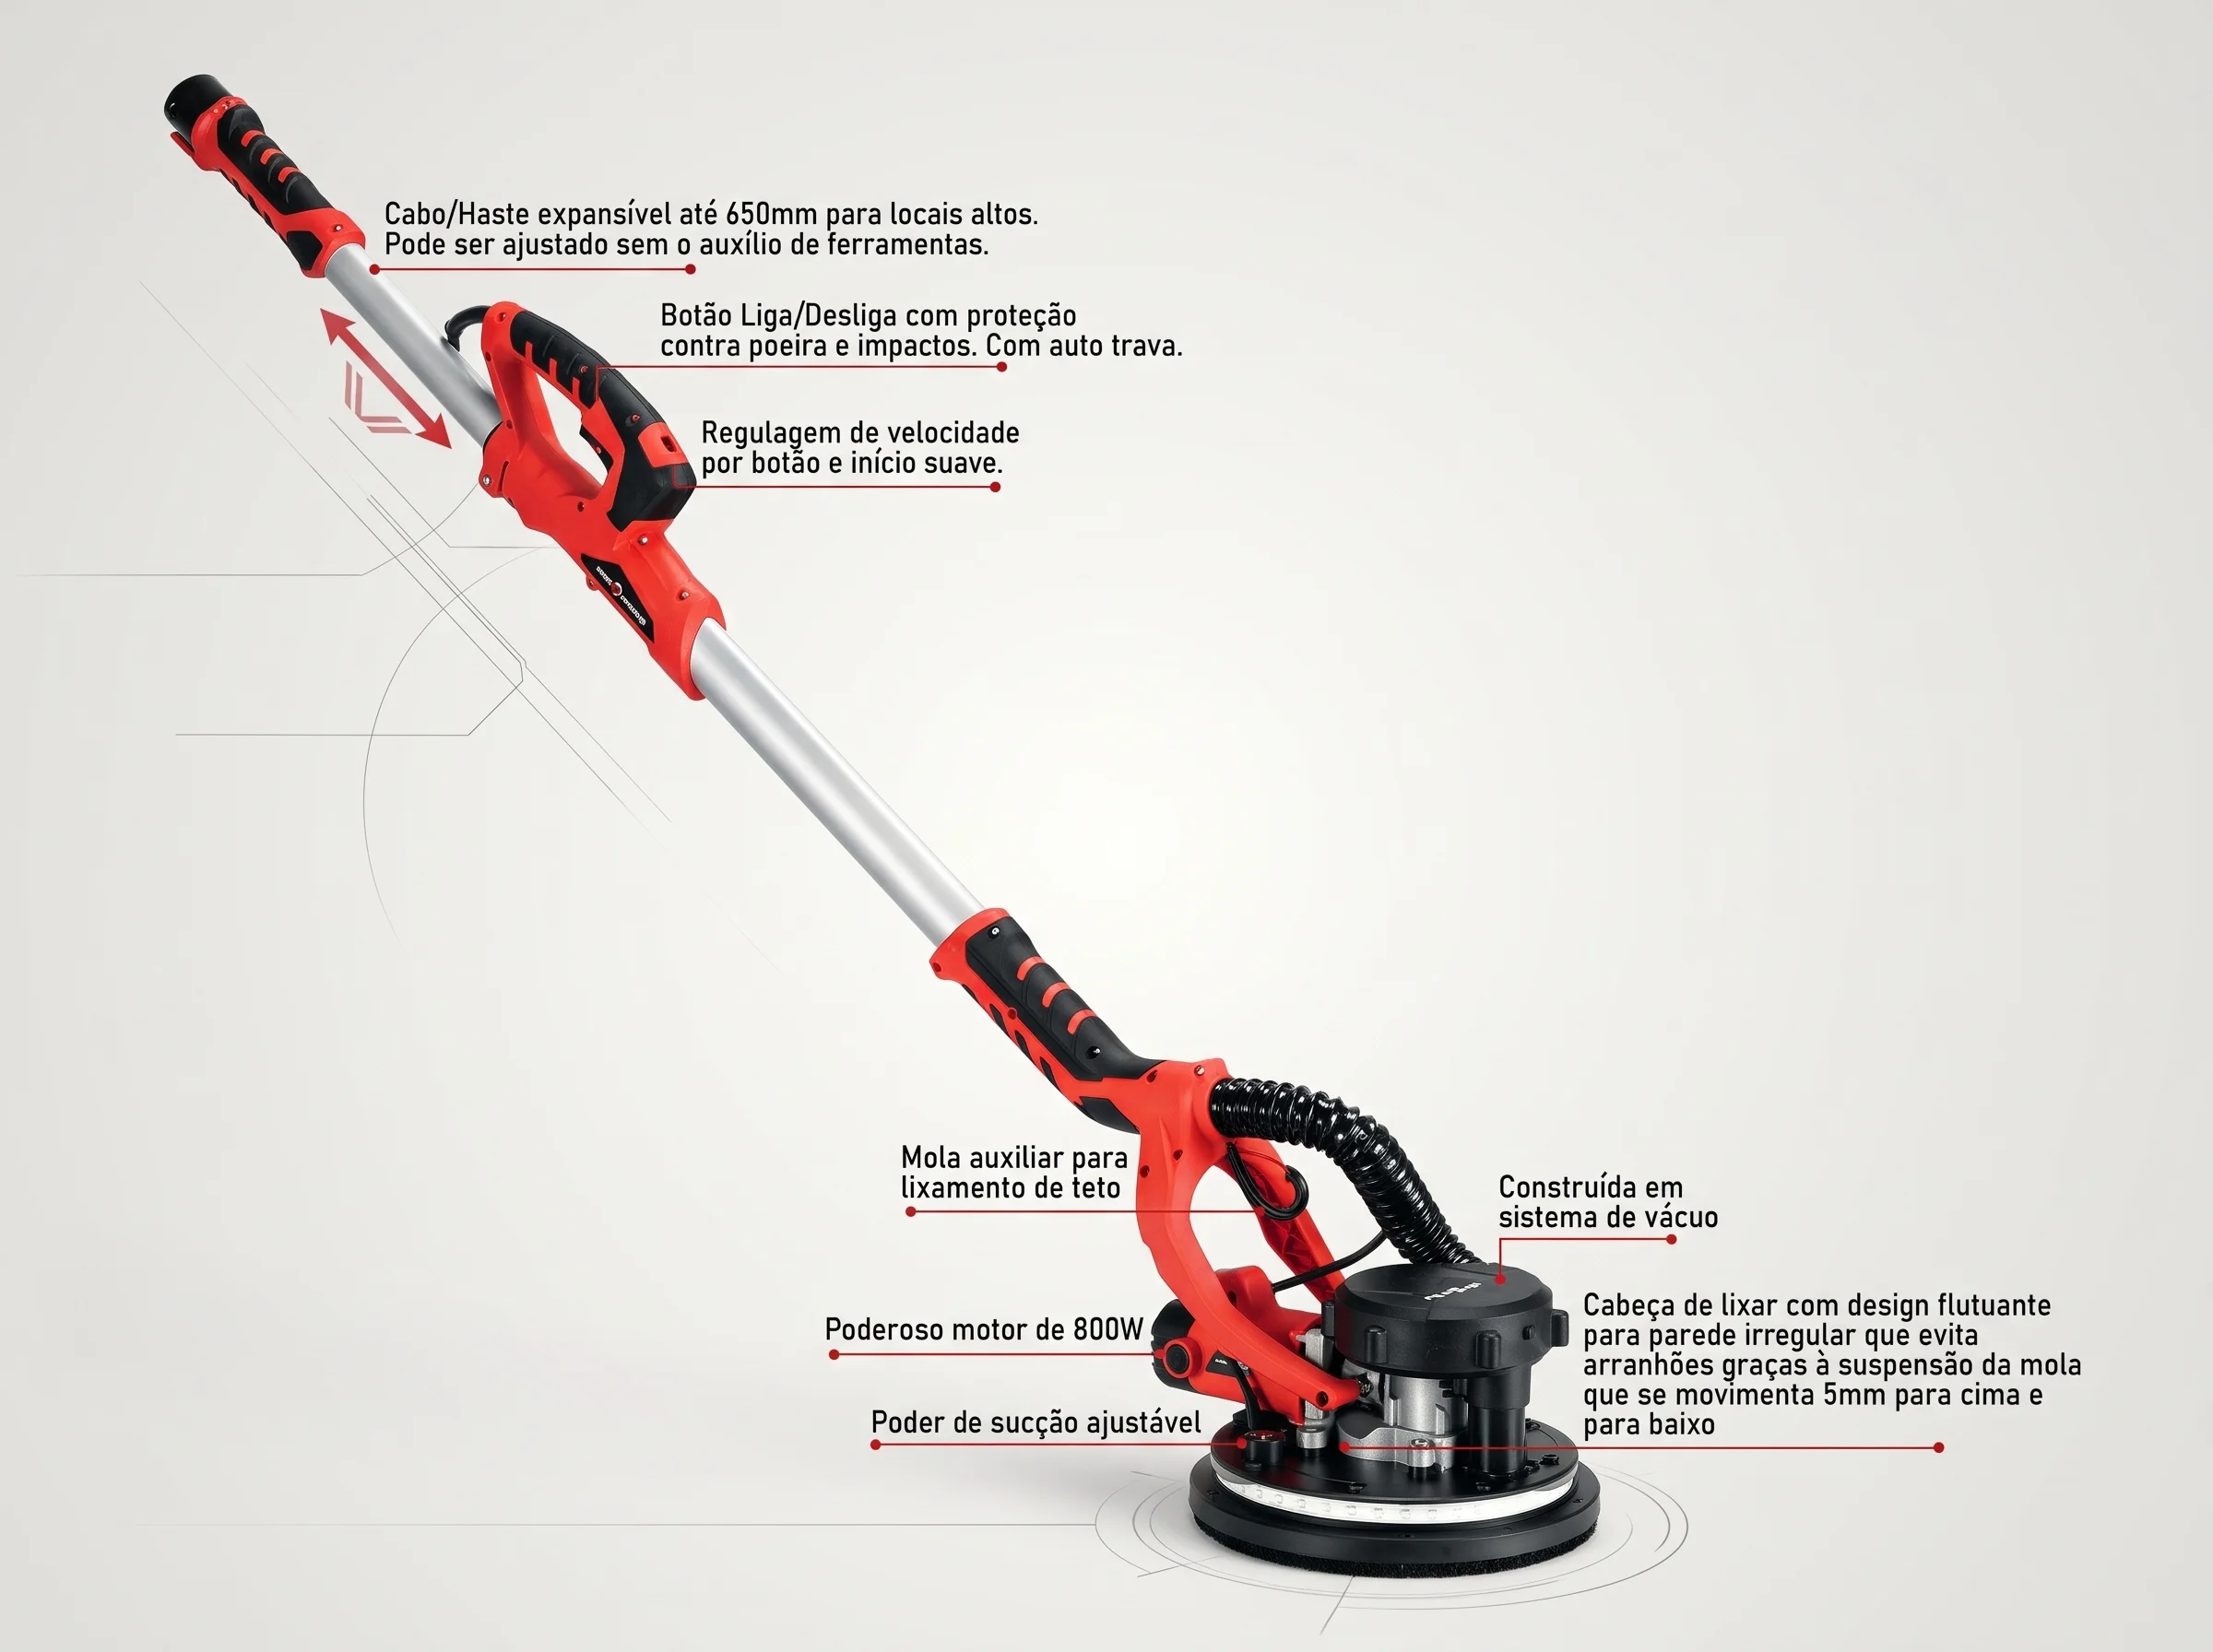 Cabo/Haste expansível até 650mm para locais altos.
Pode ser ajustado sem o auxílio de ferramentas.
Botão Liga/Desliga com proteção
contra poeira e impactos. Com auto trava.
Regulagem de velocidade
por botão e início suave.
Mola auxiliar para
lixamento de teto
Construída em
sistema de vácuo
Poderoso motor de 800W
Cabeça de lixar com design flutuante
para parede irregular que evita
arranhões graças à suspensão da mola
que se movimenta 5mm para cima e
para baixo
Poder de sucção ajustável